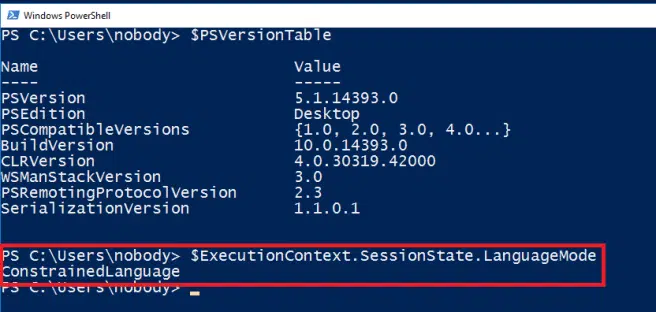 Windows PowerShell
PS C:\Users\nobody> $PSVersionTable
Name Value
---- -----
PSVersion 5.1.14393.0
PSEdition Desktop
PSCompatibleVersions {1.0, 2.0, 3.0, 4.0...}
BuildVersion 10.0.14393.0
CLRVersion 4.0.30319.42000
WSManStackVersion 3.0
PSRemotingProtocolVersion 2.3
SerializationVersion 1.1.0.1
PS C:\Users\nobody> $ExecutionContext.SessionState.LanguageMode
ConstrainedLanguage
PS C:\Users\nobody>